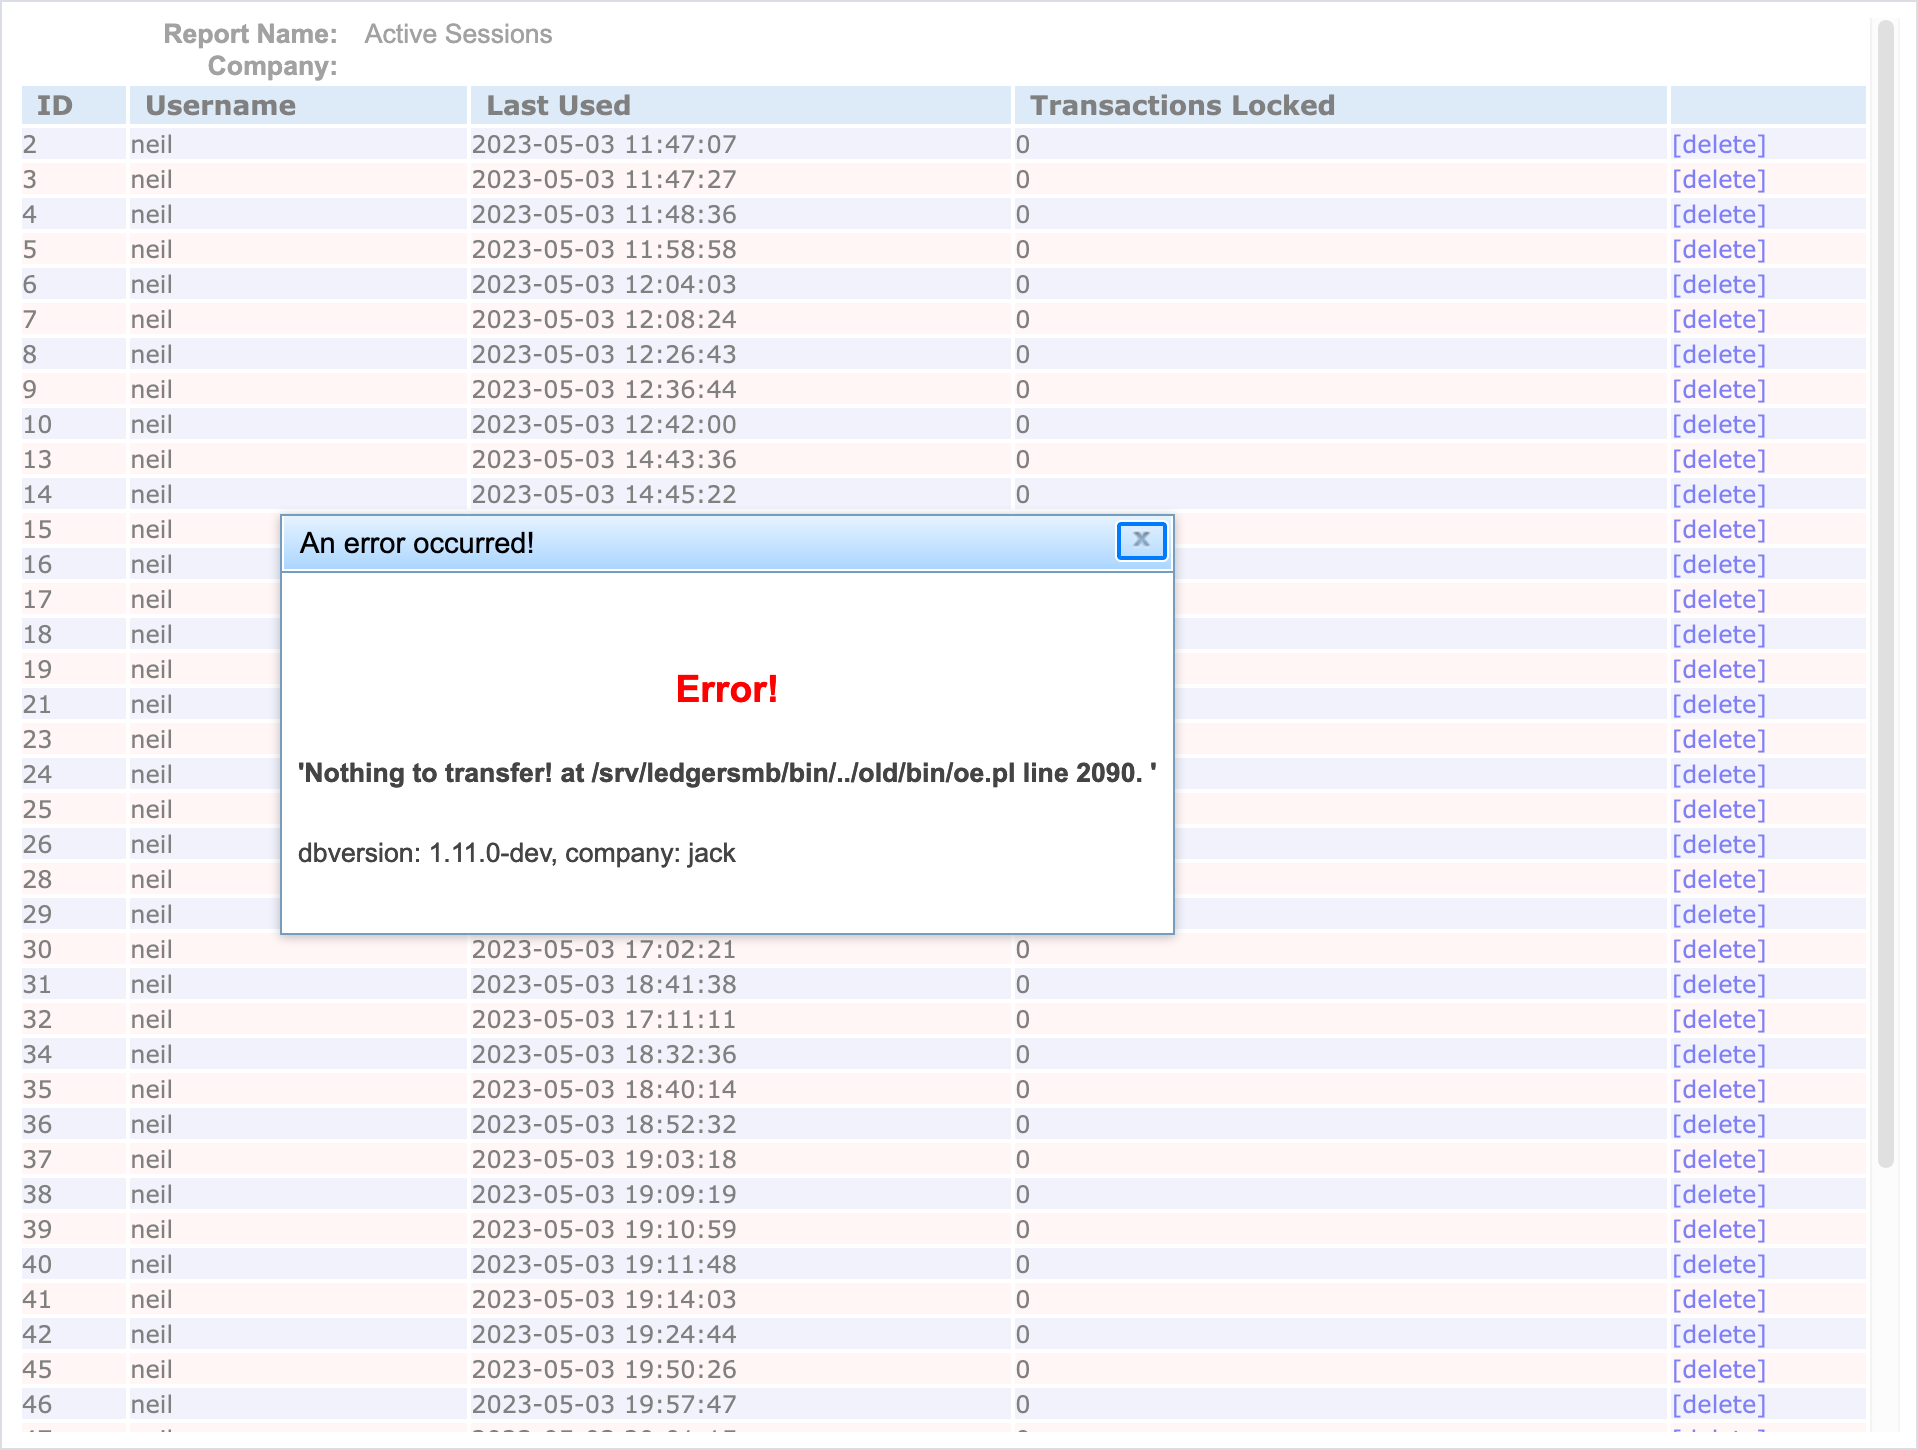 Report Name: Active Sessions
Company:
ID Username Last Used Transactions Locked
2 neil 2023-05-03 11:47:07 0 [delete]
3 neil 2023-05-03 11:47:27 0 [delete]
4 neil 2023-05-03 11:48:36 0 [delete]
5 neil 2023-05-03 11:58:58 0 [delete]
6 neil 2023-05-03 12:04:03 0 [delete]
7 neil 2023-05-03 12:08:24 0 [delete]
8 neil 2023-05-03 12:26:43 0 [delete]
9 neil 2023-05-03 12:36:44 0 [delete]
10 neil 2023-05-03 12:42:00 0 [delete]
13 neil 2023-05-03 14:43:36 0 [delete]
14 neil 2023-05-03 14:45:22 0 [delete]
15 neil [delete]
16 neil [delete]
17 neil [delete]
18 neil [delete]
19 neil [delete]
21 neil [delete]
23 neil [delete]
24 neil [delete]
25 neil [delete]
26 neil [delete]
28 neil [delete]
29 neil [delete]
An error occurred!
x
Error!
'Nothing to transfer! at /srv/ledgersmb/bin/../old/bin/oe.pl line 2090. '
dbversion: 1.11.0-dev, company: jack
30 neil 2023-05-03 17:02:21 0 [delete]
31 neil 2023-05-03 18:41:38 0 [delete]
32 neil 2023-05-03 17:11:11 0 [delete]
34 neil 2023-05-03 18:32:36 0 [delete]
35 neil 2023-05-03 18:40:14 0 [delete]
36 neil 2023-05-03 18:52:32 0 [delete]
37 neil 2023-05-03 19:03:18 0 [delete]
38 neil 2023-05-03 19:09:19 0 [delete]
39 neil 2023-05-03 19:10:59 0 [delete]
40 neil 2023-05-03 19:11:48 0 [delete]
41 neil 2023-05-03 19:14:03 0 [delete]
42 neil 2023-05-03 19:24:44 0 [delete]
45 neil 2023-05-03 19:50:26 0 [delete]
46 neil 2023-05-03 19:57:47 0 [delete]